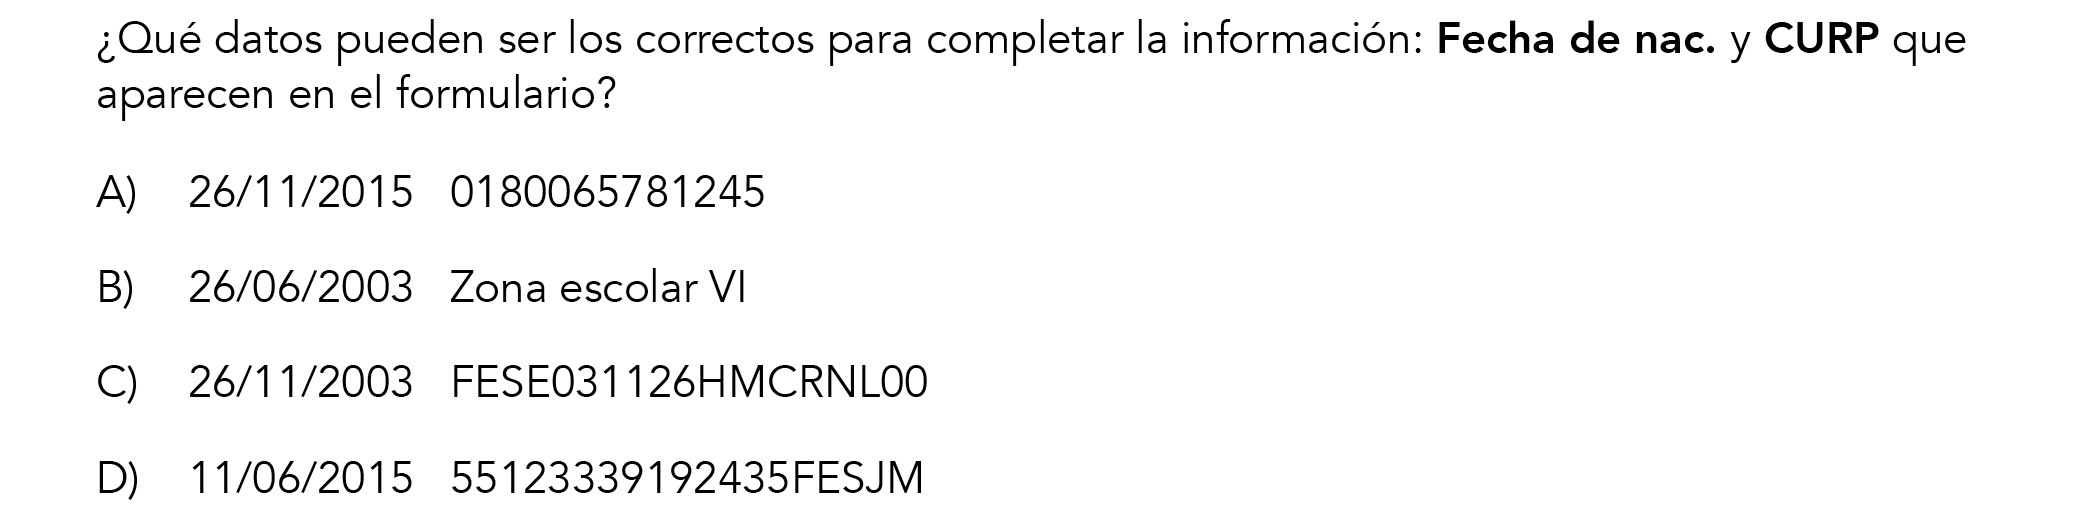 ¿Qué datos pueden ser los correctos para completar la información: Fecha de nac. y CURP que
aparecen en el formulario?
A) 26/11/2015 0180065781245
B) 26/06/2003 Zona escolar VI
C) 26/11/2003 FESE031126HMCRNL00
D) 11/06/2015 55123339192435FESJM